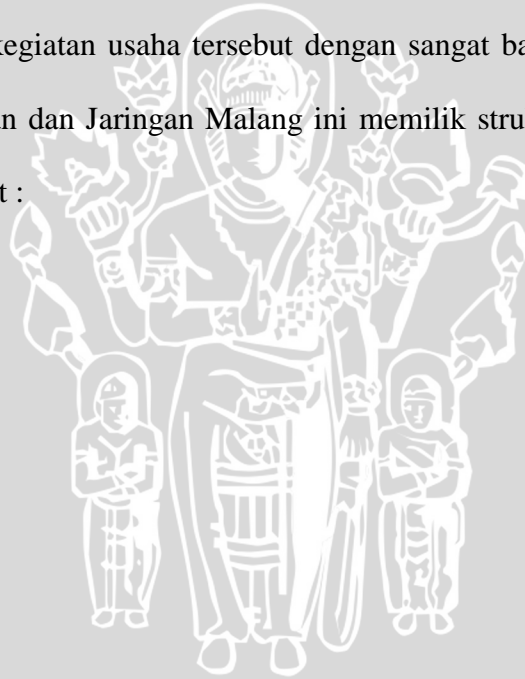 kegiatan usaha tersebut dengan sangat ba
n dan Jaringan Malang ini memilik stru
t :